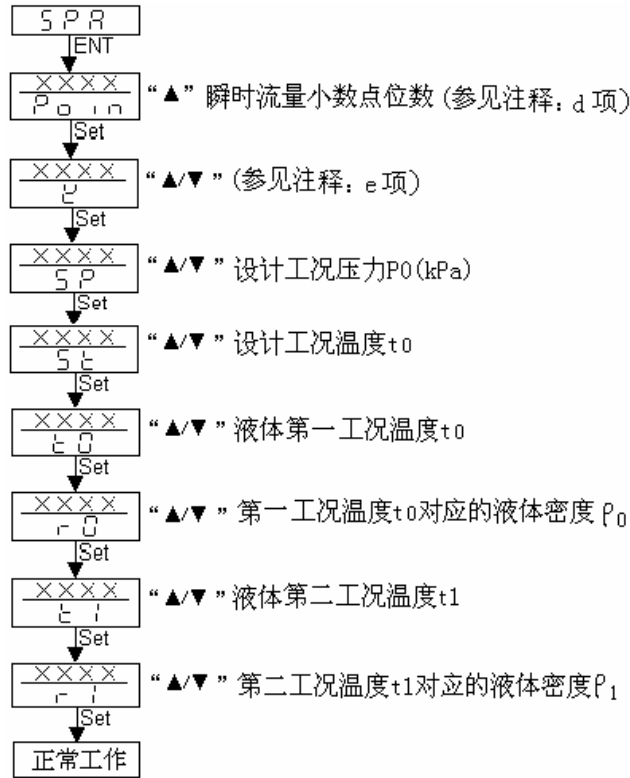 SPA
ENT
XXXX
Poin
“▲” 瞬时流量小数点位数 (参见注释: d 项)
Set
XXXX
“▲/▼ ” (参见注释: e 项)
Set
XXXX
SP
“▲/▼ ” 设计工况压力P0(kPa)
Set
XXXX
St
“▲/▼ ” 设计工况温度t0
Set
XXXX
t0
“▲/▼ ” 液体第一工况温度t0
Set
XXXX
r0
“▲/▼ ” 第一工况温度t0对应的液体密度ρ0
Set
XXXX
t1
“▲/▼ ” 液体第二工况温度t1
Set
XXXX
r1
“▲/▼ ” 第二工况温度t1对应的液体密度ρ1
Set
正常工作